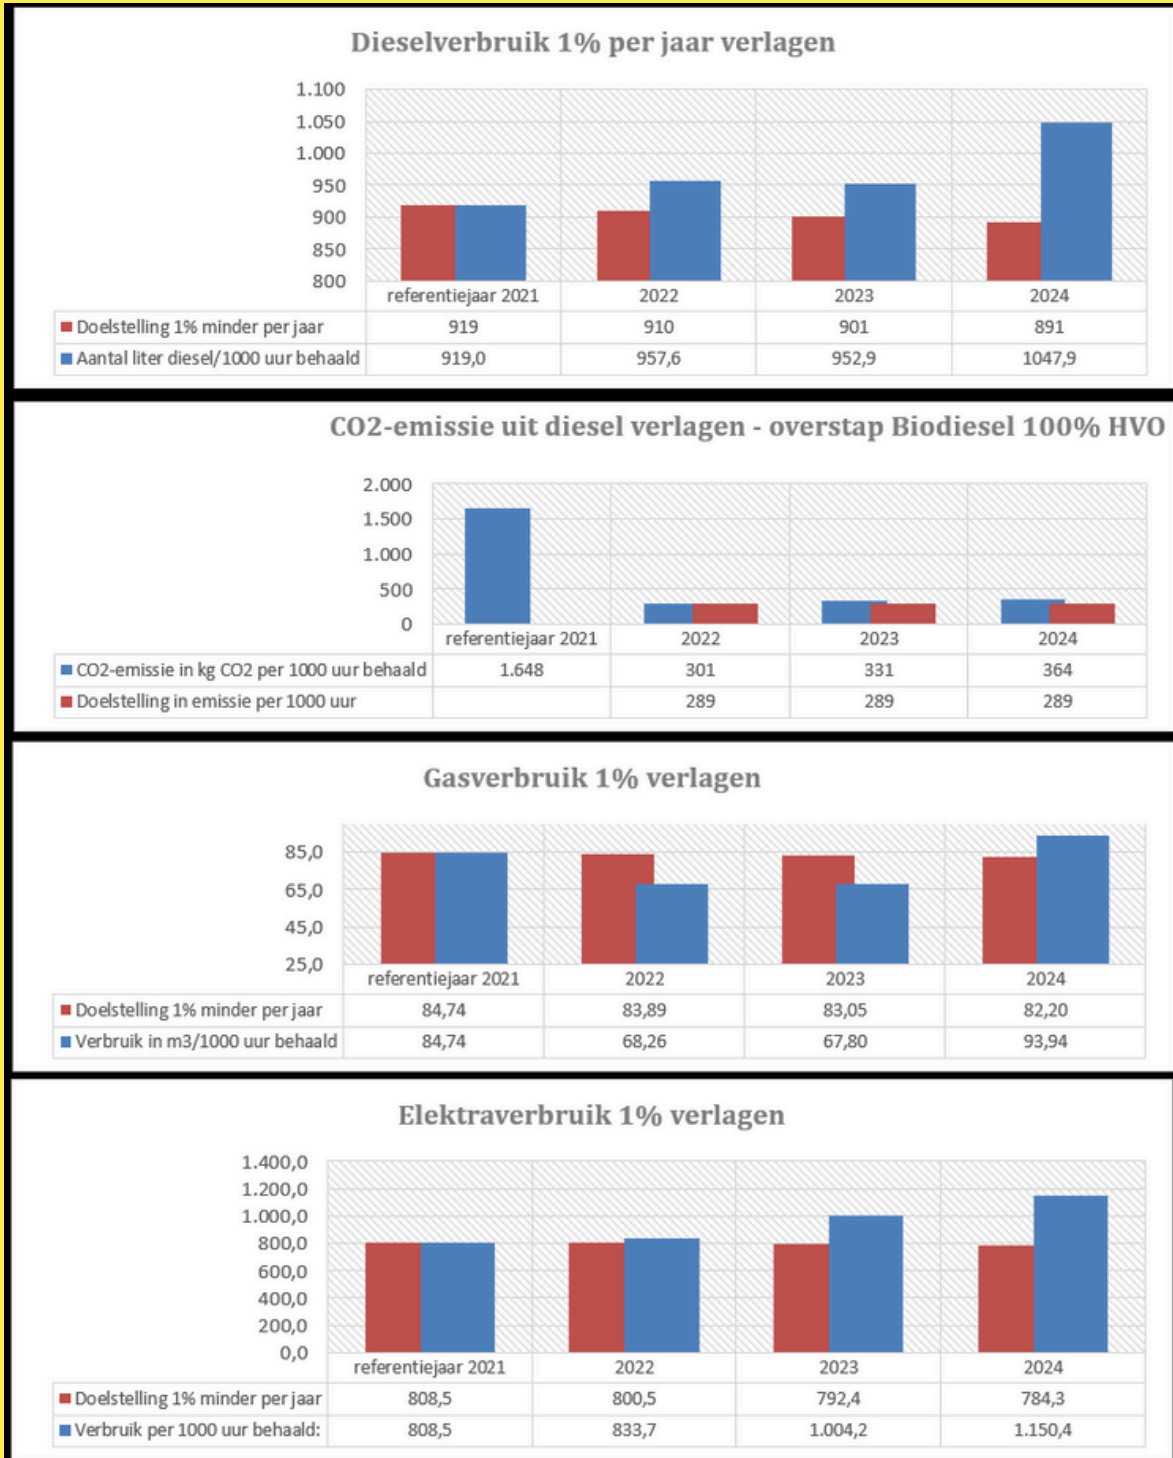 Dieselverbruik 1% per jaar verlagen
1.100
1.050
1.000
950
900
850
800
referentiejaar 2021 2022 2023 2024
Doelstelling 1% minder per jaar 919 910 901 891
Aantal liter diesel/1000 uur behaald 919,0 957,6 952,9 1047,9
CO2-emissie uit diesel verlagen - overstap Biodiesel 100% HVO
2.000
1.500
1.000
500
0
referentiejaar 2021 2022 2023 2024
CO2-emissie in kg CO2 per 1000 uur behaald 1.648 301 331 364
Doelstelling in emissie per 1000 uur 289 289 289
Gasverbruik 1% verlagen
85,0
65,0
45,0
25,0
referentiejaar 2021 2022 2023 2024
Doelstelling 1% minder per jaar 84,74 83,89 83,05 82,20
Verbruik in m3/1000 uur behaald 84,74 68,26 67,80 93,94
Elektraverbruik 1% verlagen
1.400,0
1.200,0
1.000,0
800,0
600,0
400,0
200,0
0,0
referentiejaar 2021 2022 2023 2024
Doelstelling 1% minder per jaar 808,5 800,5 792,4 784,3
Verbruik per 1000 uur behaald: 808,5 833,7 1.004,2 1.150,4